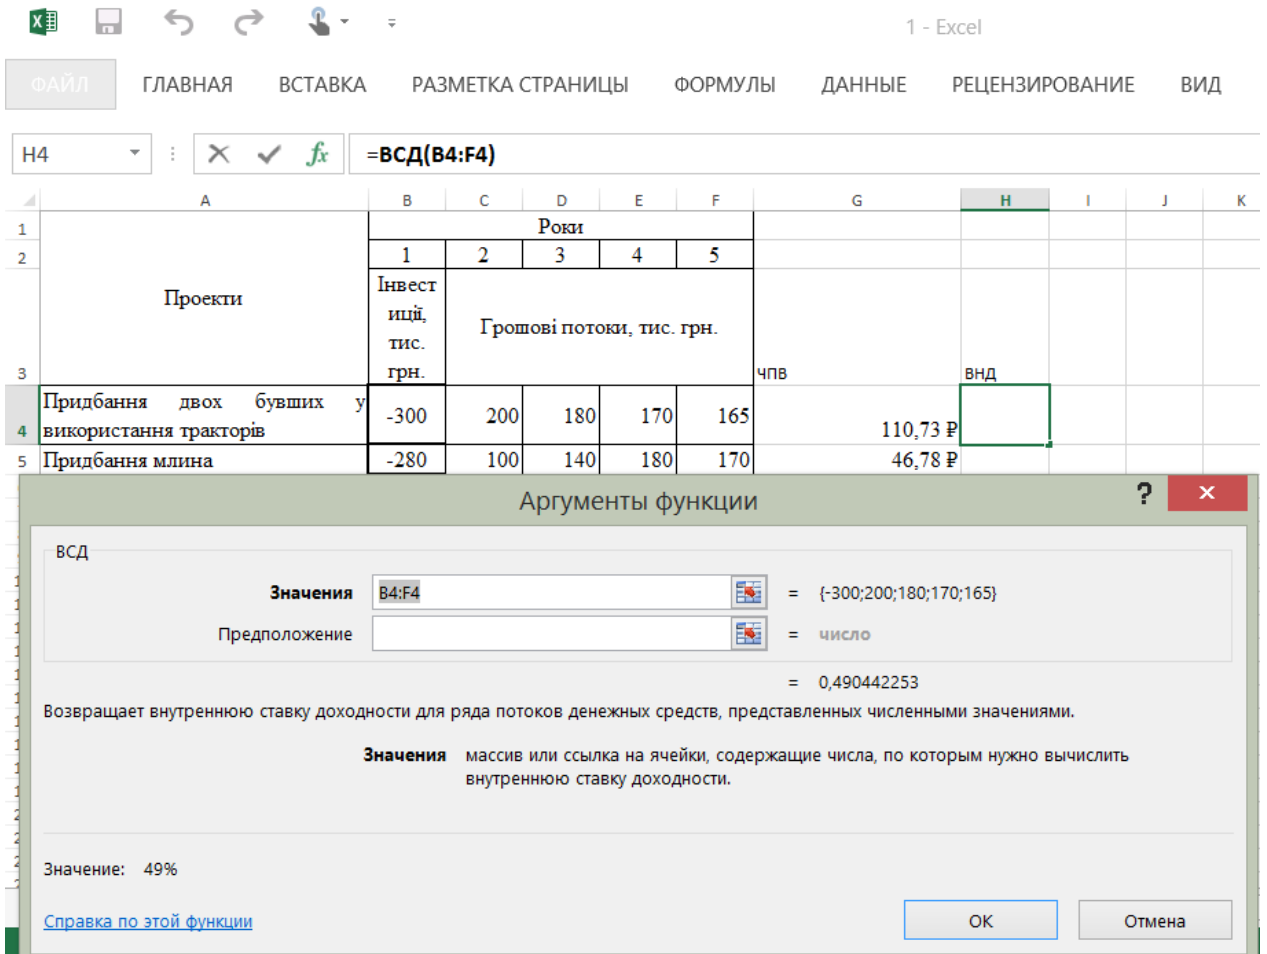 1 - Excel
ФАЙЛ ГЛАВНАЯ ВСТАВКА РАЗМЕТКА СТРАНИЦЫ ФОРМУЛЫ ДАННЫЕ РЕЦЕНЗИРОВАНИЕ ВИД
H4 fx =ВСД(B4:F4)
A B C D E F G H I J K
1 Роки
2 1 2 3 4 5
Проекти
Інвест
иції,
тис.
грн.
Грошові потоки, тис. грн.
3 ЧПВ ВНД
Придбання двох бувших у
4 використання тракторів -300 200 180 170 165 110,73 ₽
5 Придбання млина -280 100 140 180 170 46,78 ₽
Аргументы функции ?
ВСД
Значения B4:F4 = {-300;200;180;170;165}
Предположение = число
= 0,490442253
Возвращает внутреннюю ставку доходности для ряда потоков денежных средств, представленных численными значениями.
Значения массив или ссылка на ячейки, содержащие числа, по которым нужно вычислить
внутреннюю ставку доходности.
Значение: 49%
Справка по этой функции ОК Отмена